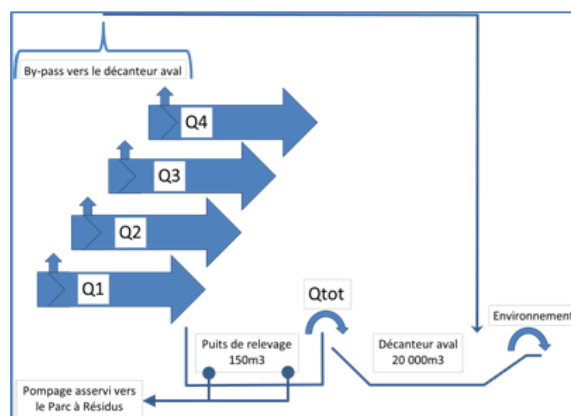 By-pass vers le décanteur aval
Q4
Q3
Q2
Q1
Qtot
Environnement
Puits de relevage
150m3
Décanteur aval
20 000m3
Pompage asservi vers
le Parc à Résidus